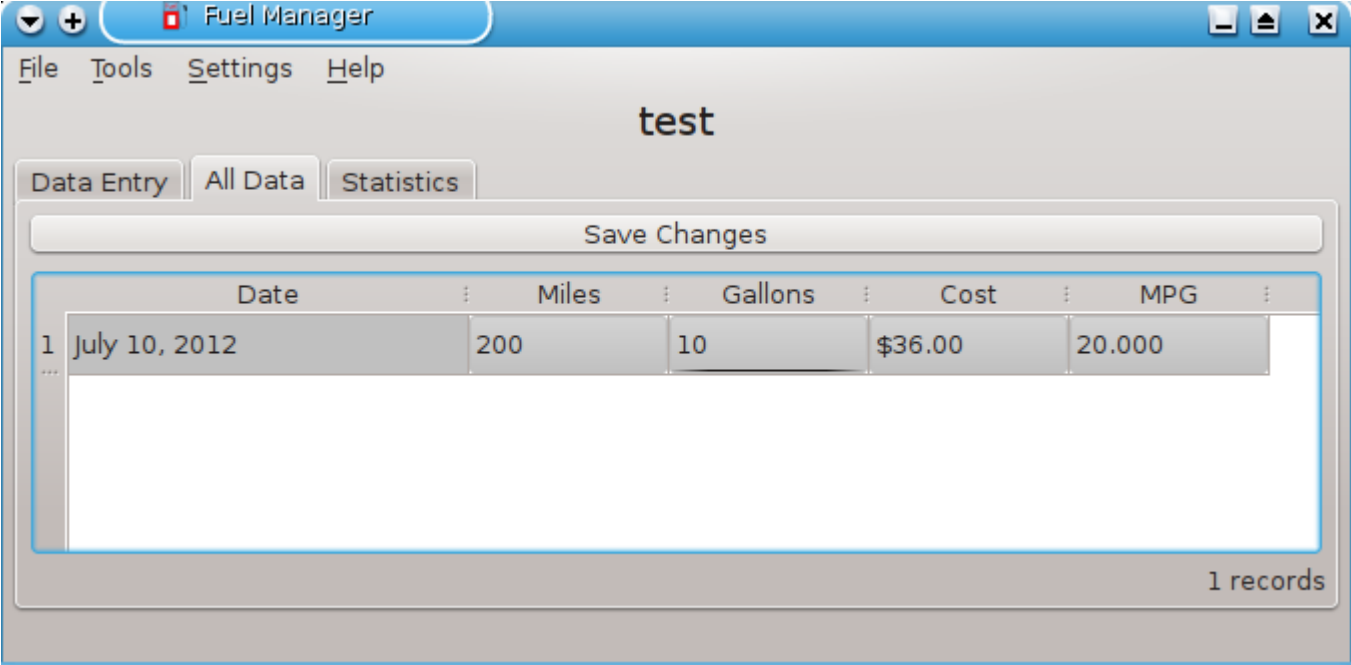 Fuel Manager
File Tools Settings Help
test
Data Entry All Data Statistics
Save Changes
Date Miles Gallons Cost MPG
1 July 10, 2012 200 10 $36.00 20.000
1 records